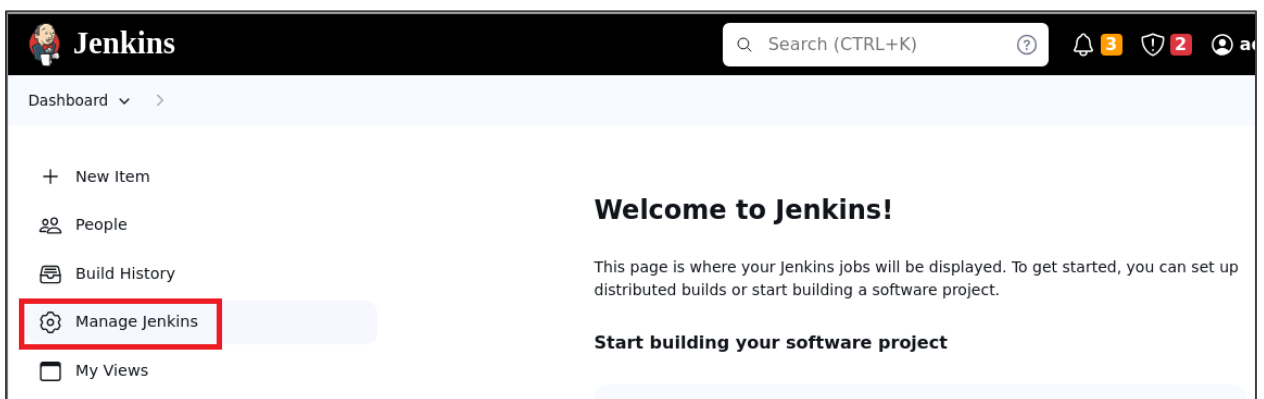 Jenkins
Search (CTRL+K)
3
2
Dashboard
New Item
People
Build History
Manage Jenkins
My Views
Welcome to Jenkins!
This page is where your Jenkins jobs will be displayed. To get started, you can set up
distributed builds or start building a software project.
Start building your software project